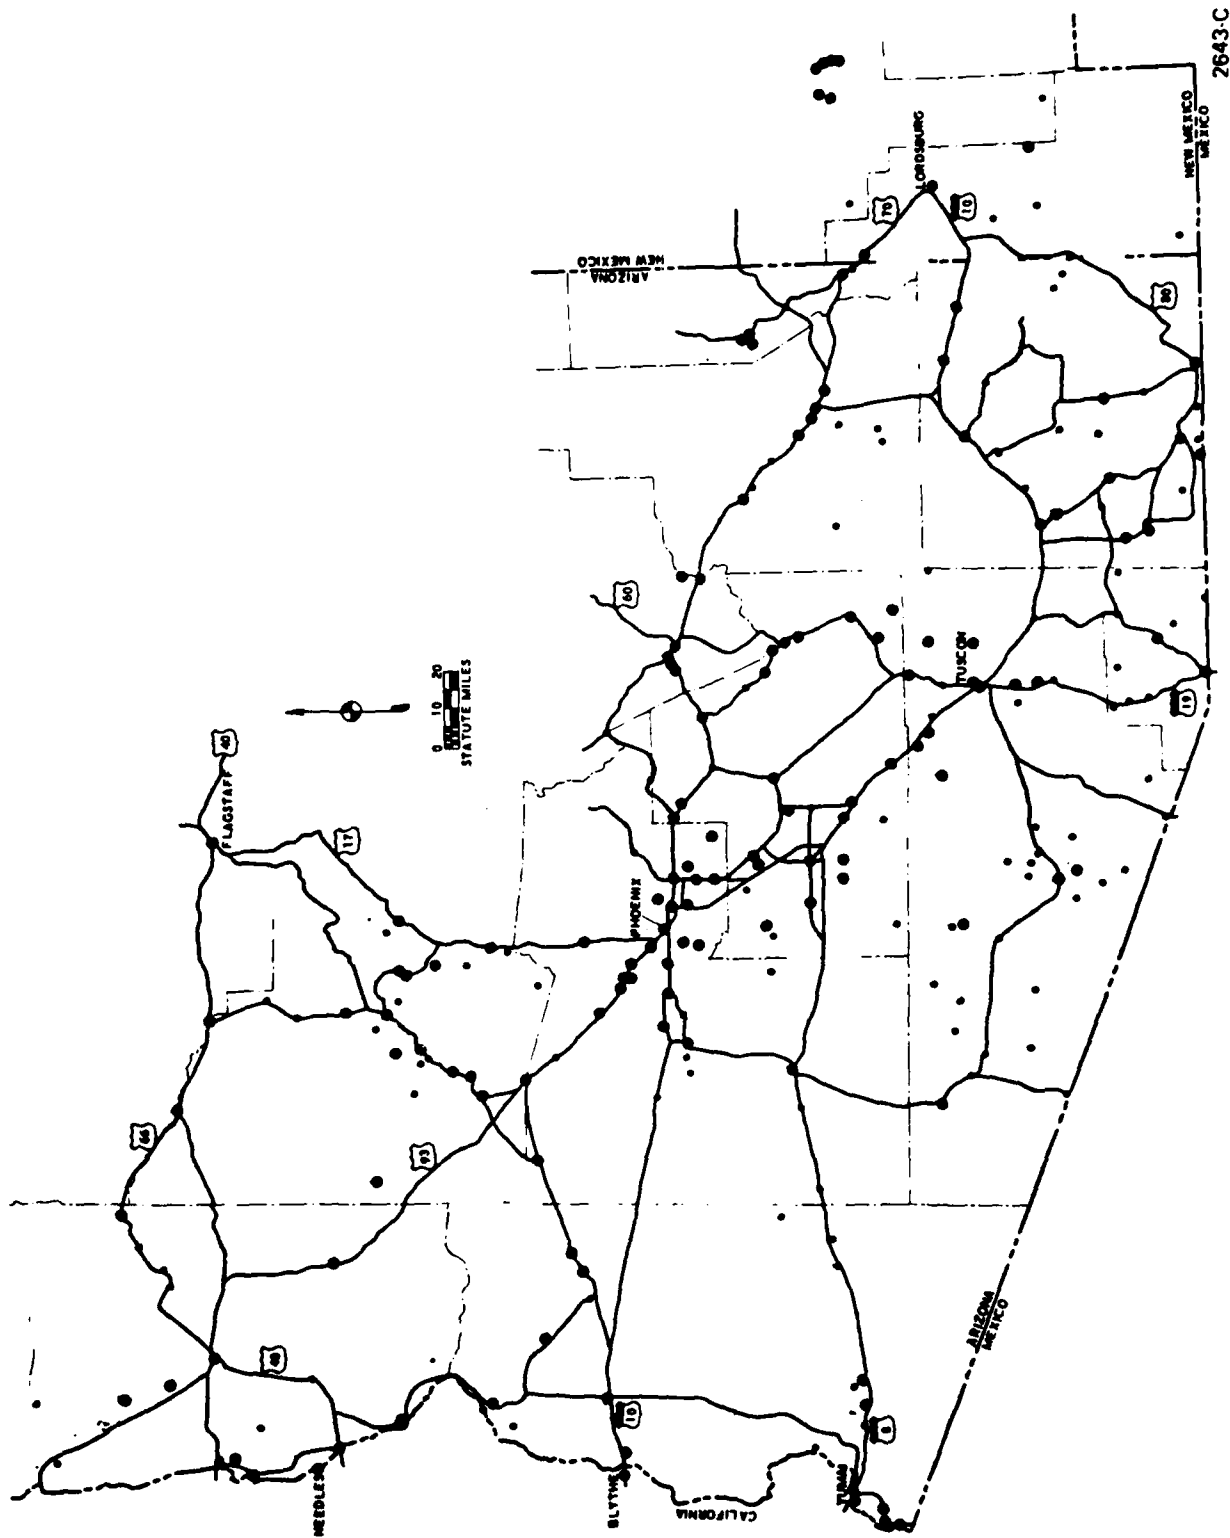 FLAGSTAFF
40
17
66
93
40
NEEDLES
0 10 20
STATUTE MILES
60
PHOENIX
BLYTHE
10
CALIFORNIA
YUMA
8
ARIZONA
MEXICO
TUSCON
19
ARIZONA
NEW MEXICO
70
LORDSBURG
10
80
NEW MEXICO
MEXICO
2643-C